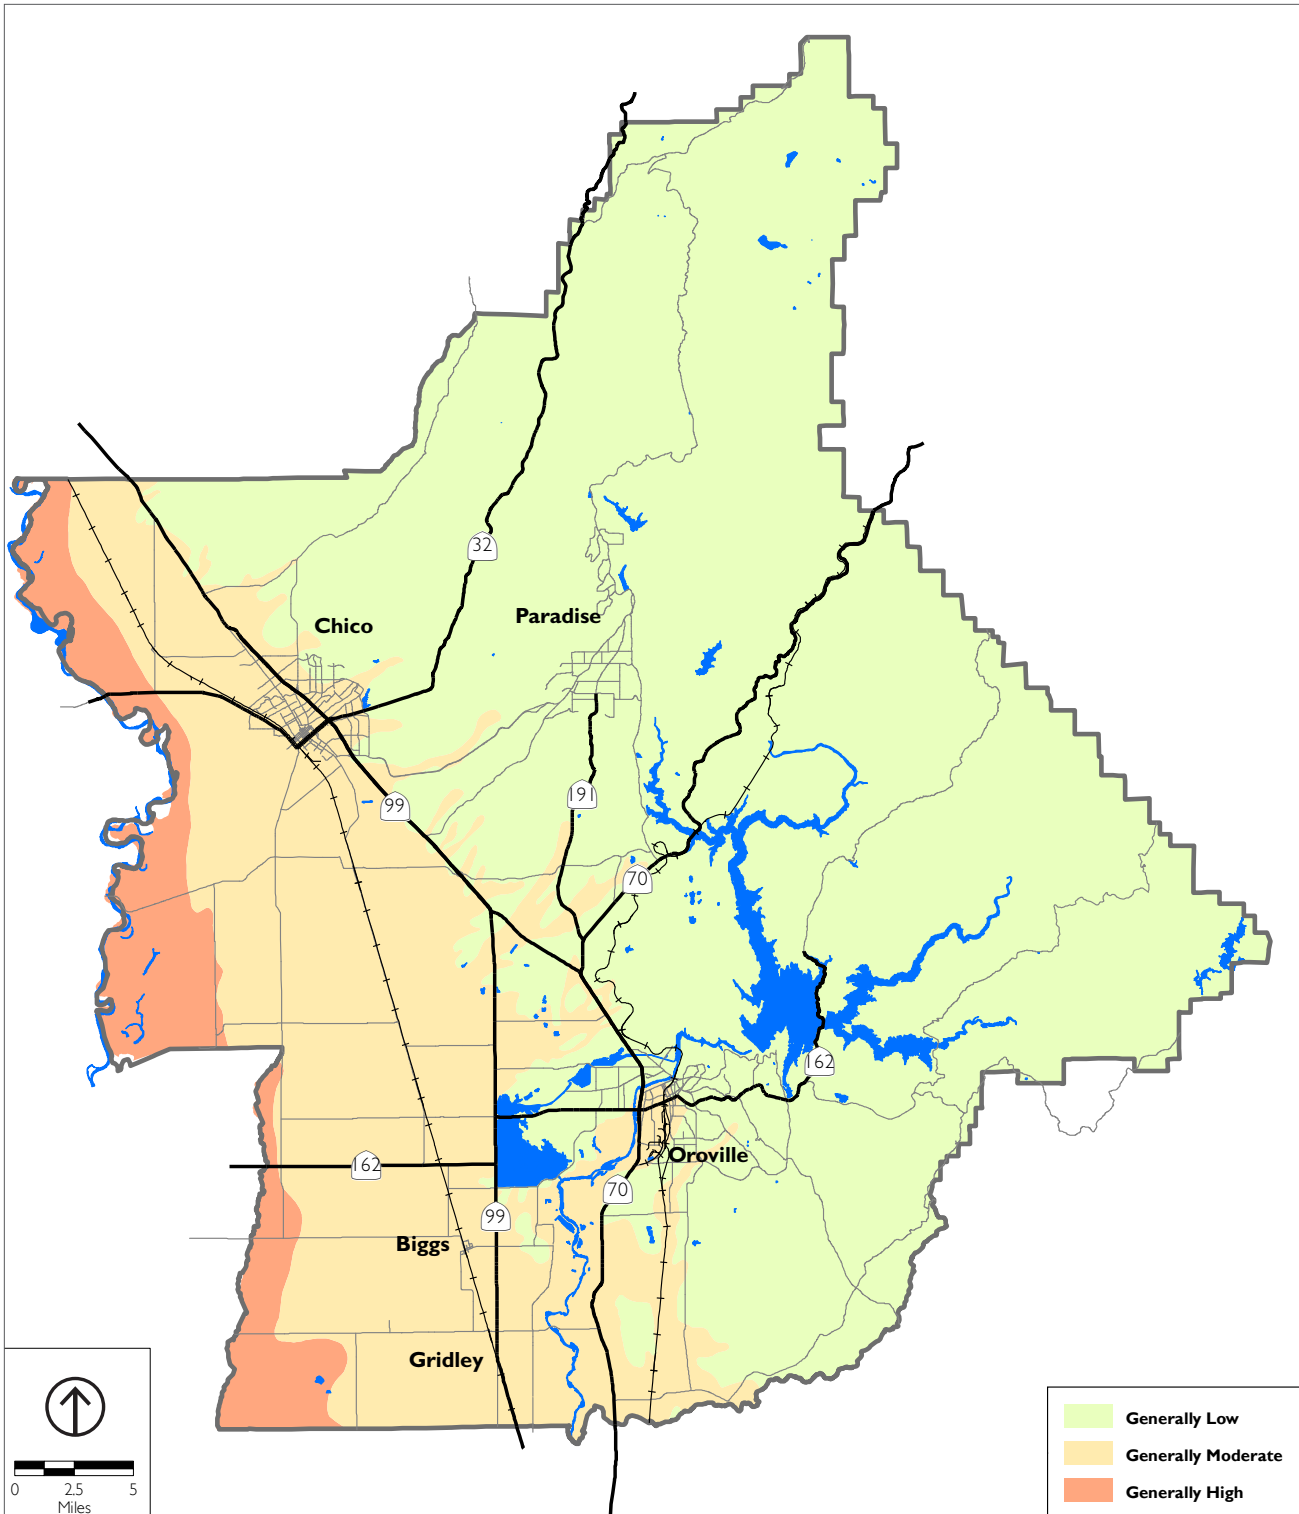 32
Chico
Paradise
99
191
70
162
Oroville
162
70
99
Biggs
Gridley
0 2.5 5
Miles
Generally Low
Generally Moderate
Generally High